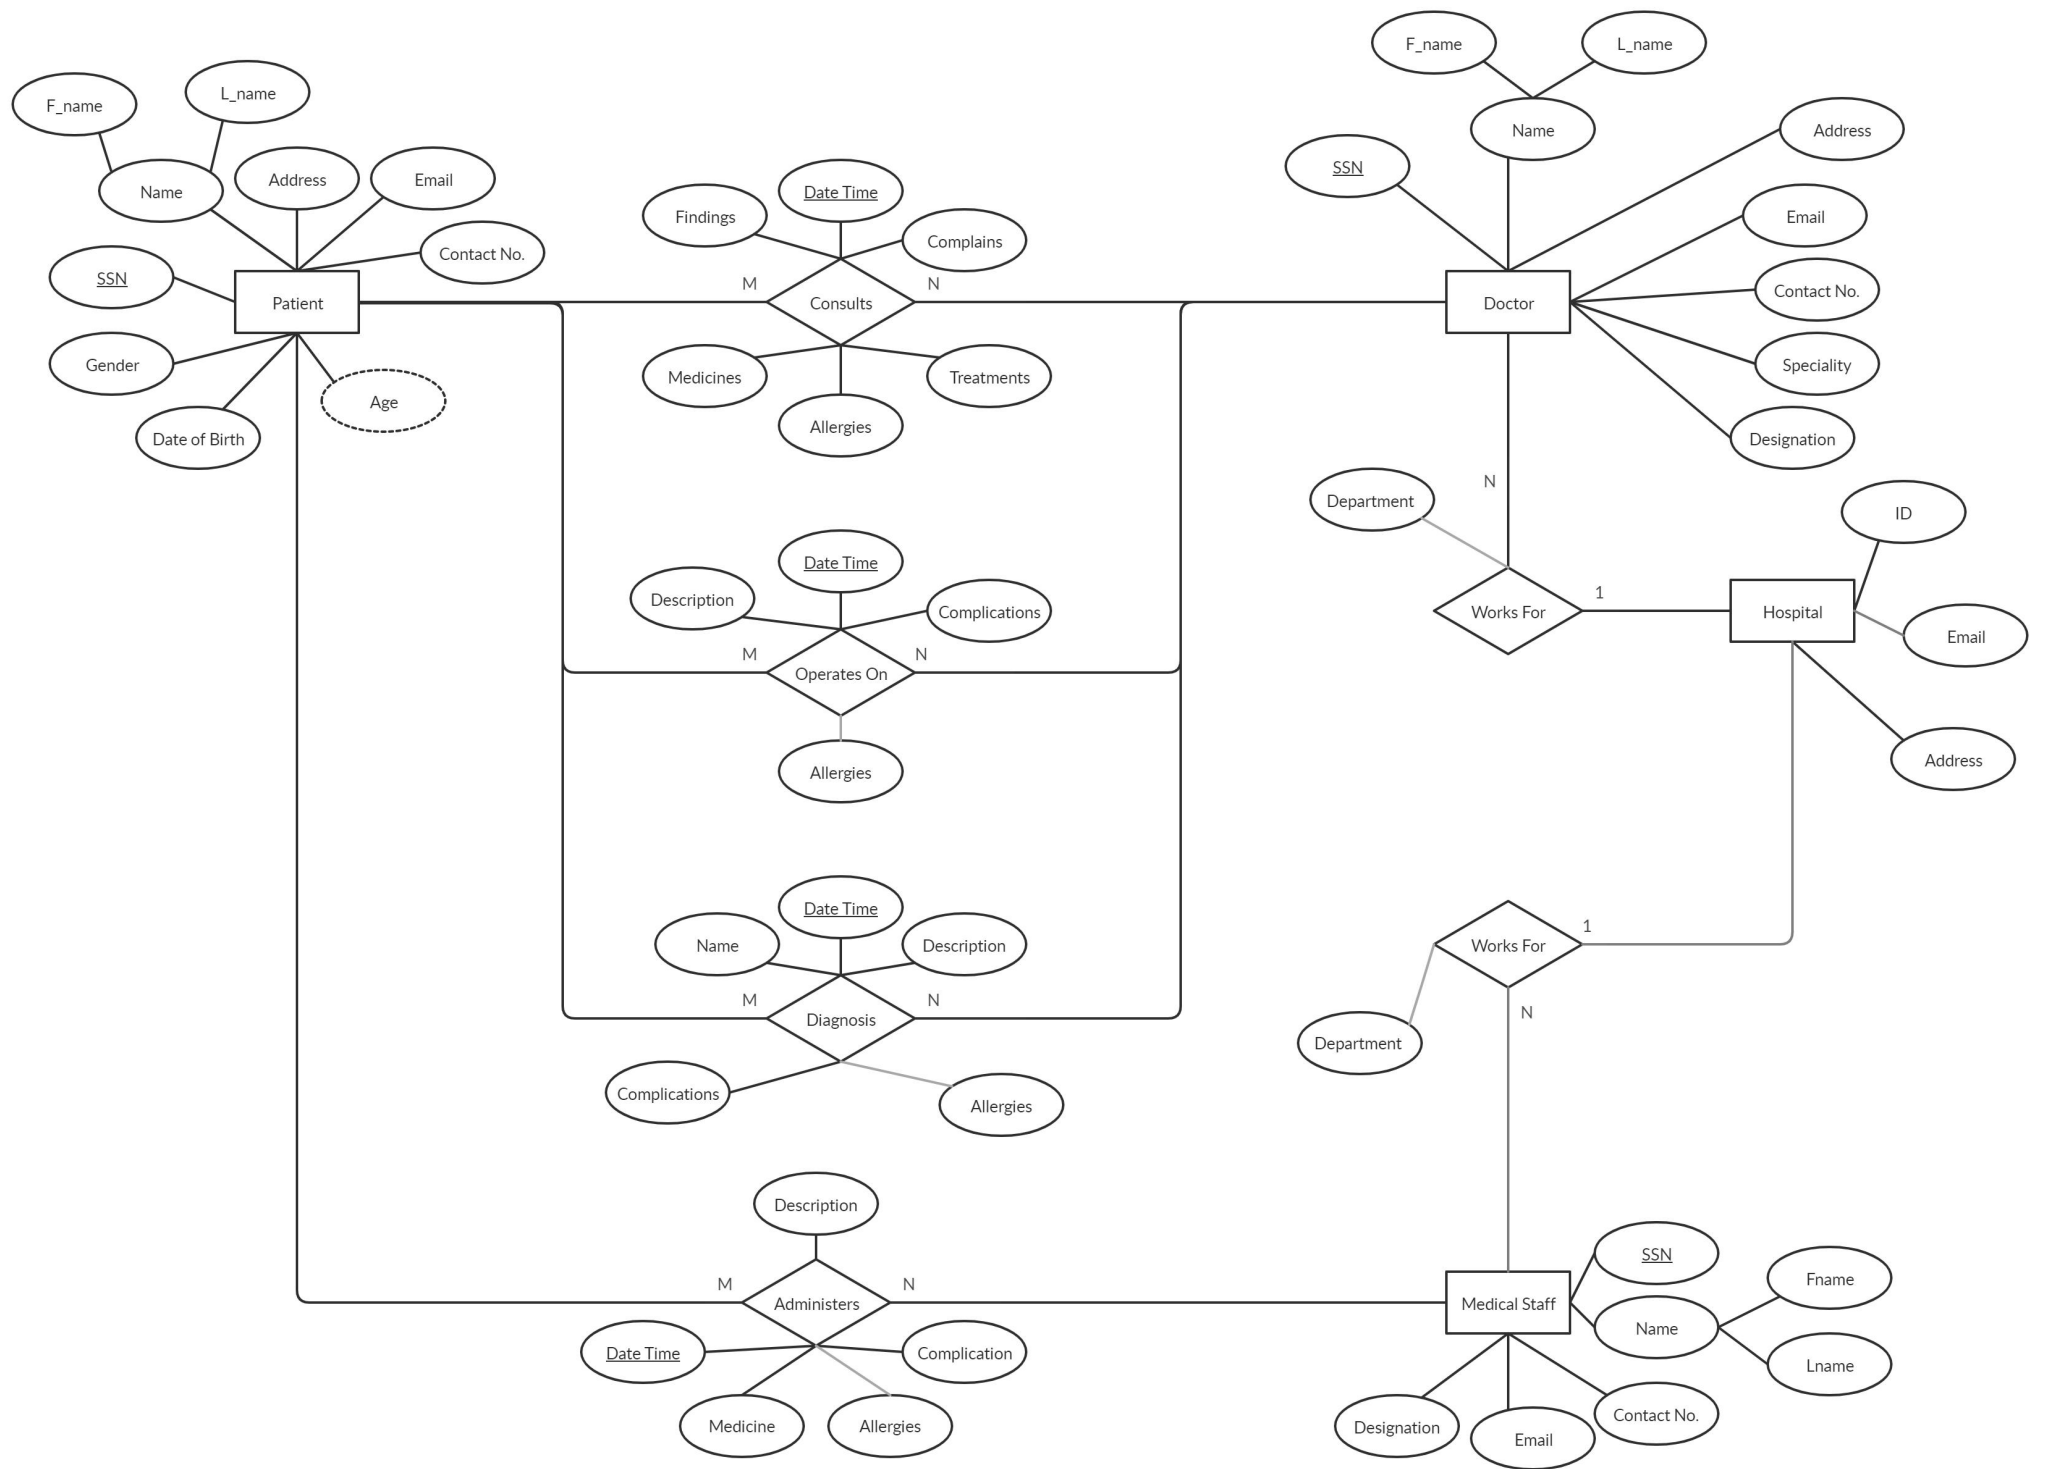 F_name
L_name
F_name
L_name
Name
Address
Email
Contact No.
SSN
Patient
Gender
Date of Birth
Age
Findings
Date Time
Complains
M
Consults
N
Medicines
Allergies
Treatments
Name
SSN
Address
Email
Contact No.
Doctor
Speciality
Designation
Description
Date Time
Complications
M
Operates On
N
Allergies
N
Department
Works For
1
Hospital
ID
Email
Address
Name
Date Time
Description
M
Diagnosis
N
Complications
Allergies
Works For
1
Department
N
Description
M
Administers
N
Date Time
Complication
Medicine
Allergies
Medical Staff
SSN
Name
Fname
Lname
Designation
Email
Contact No.